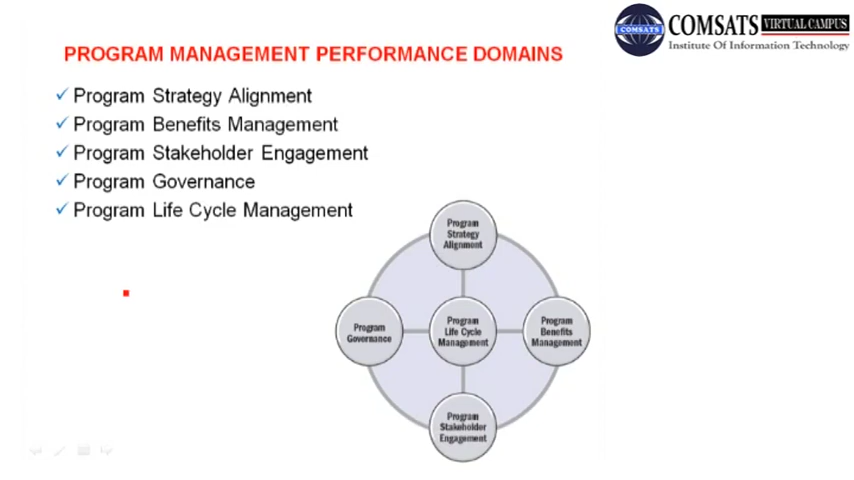 COMSATS VIRTUAL CAMPUS
COMSATS
Institute Of Information Technology
PROGRAM MANAGEMENT PERFORMANCE DOMAINS
Program Strategy Alignment
Program Benefits Management
Program Stakeholder Engagement
Program Governance
Program Life Cycle Management
Program
Strategy
Alignment
Program
Governance
Program
Life Cycle
Management
Program
Benefits
Management
Program
Stakeholder
Engagement